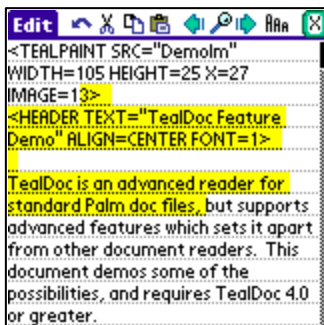 Edit AAA
<TEALPAINT SRC="DemoIm"
WIDTH=105 HEIGHT=25 X=27
IMAGE=13>
<HEADER TEXT="TealDoc Feature
Demo" ALIGN=CENTER FONT=1>
TealDoc is an advanced reader for
standard Palm doc files, but supports
advanced features which sets it apart
from other document readers. This
document demos some of the
possibilities, and requires TealDoc 4.0
or greater.